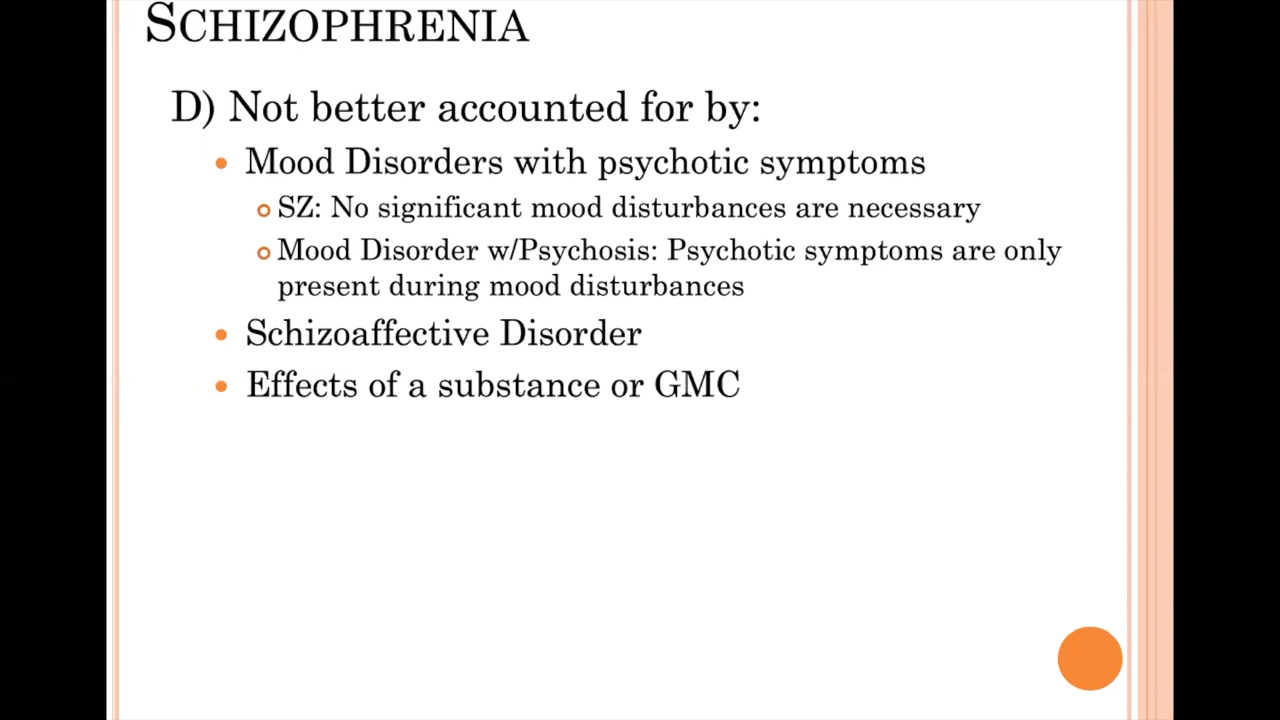 SCHIZOPHRENIA
D) Not better accounted for by:
• Mood Disorders with psychotic symptoms
SZ: No significant mood disturbances are necessary
Mood Disorder w/Psychosis: Psychotic symptoms are only
present during mood disturbances
• Schizoaffective Disorder
• Effects of a substance or GMC